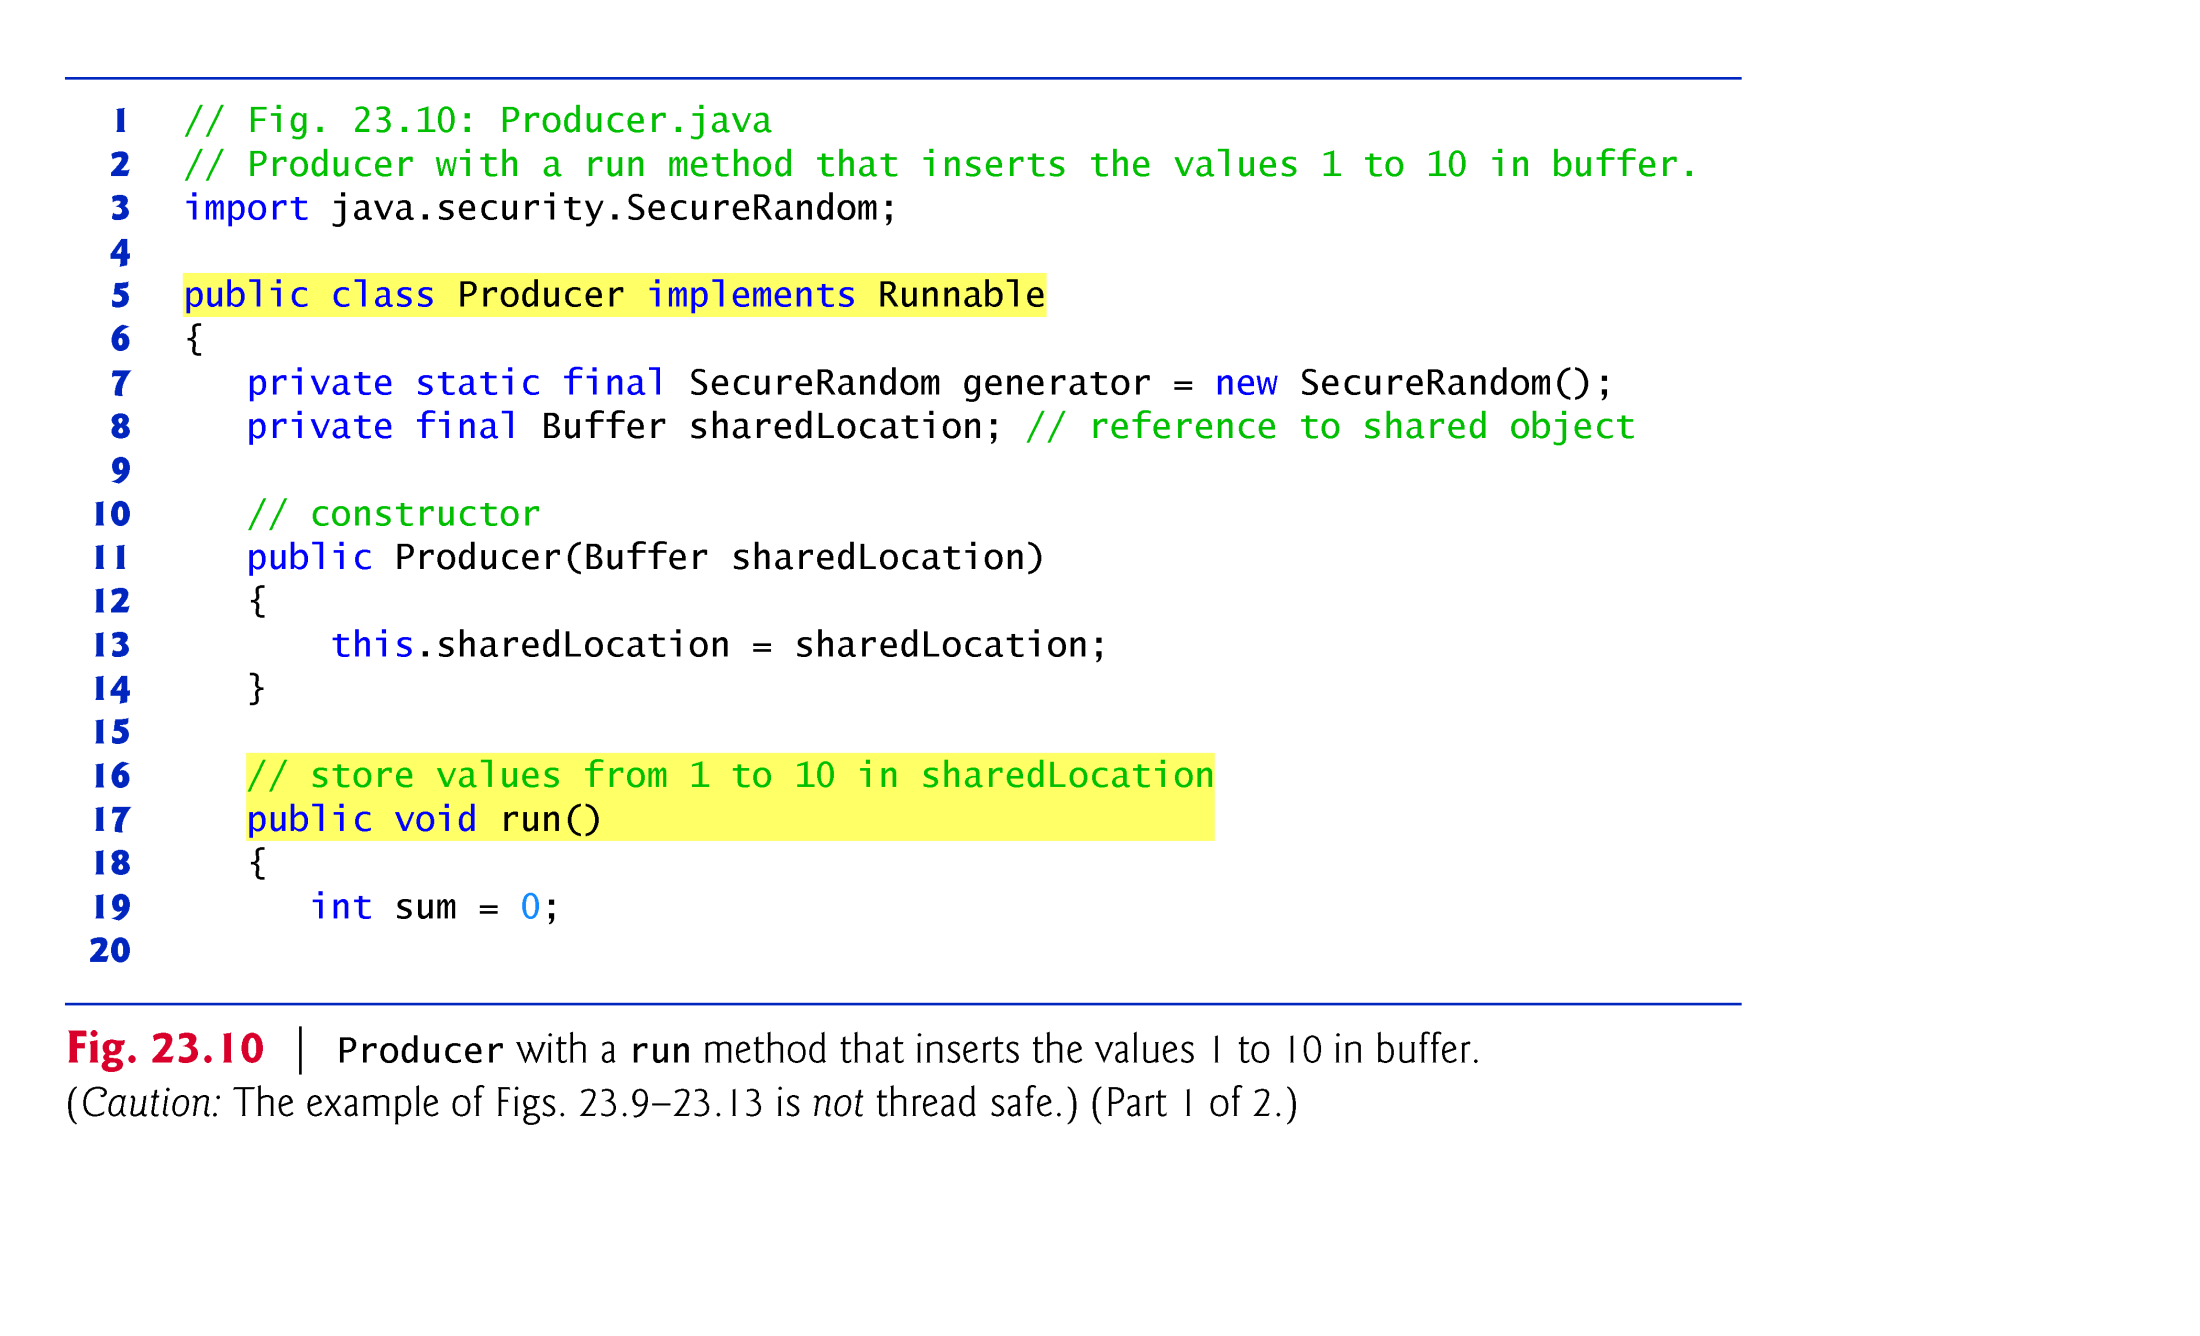 1 // Fig. 23.10: Producer.java
2 // Producer with a run method that inserts the values 1 to 10 in buffer.
3 import java.security.SecureRandom;
4
5 public class Producer implements Runnable
6 {
7 private static final SecureRandom generator = new SecureRandom();
8 private final Buffer sharedLocation; // reference to shared object
9
10 // constructor
11 public Producer(Buffer sharedLocation)
12 {
13 this.sharedLocation = sharedLocation;
14 }
15
16 // store values from 1 to 10 in sharedLocation
17 public void run()
18 {
19 int sum = 0;
20
Fig. 23.10 | Producer with a run method that inserts the values 1 to 10 in buffer.
(Caution: The example of Figs. 23.9–23.13 is not thread safe.) (Part 1 of 2.)